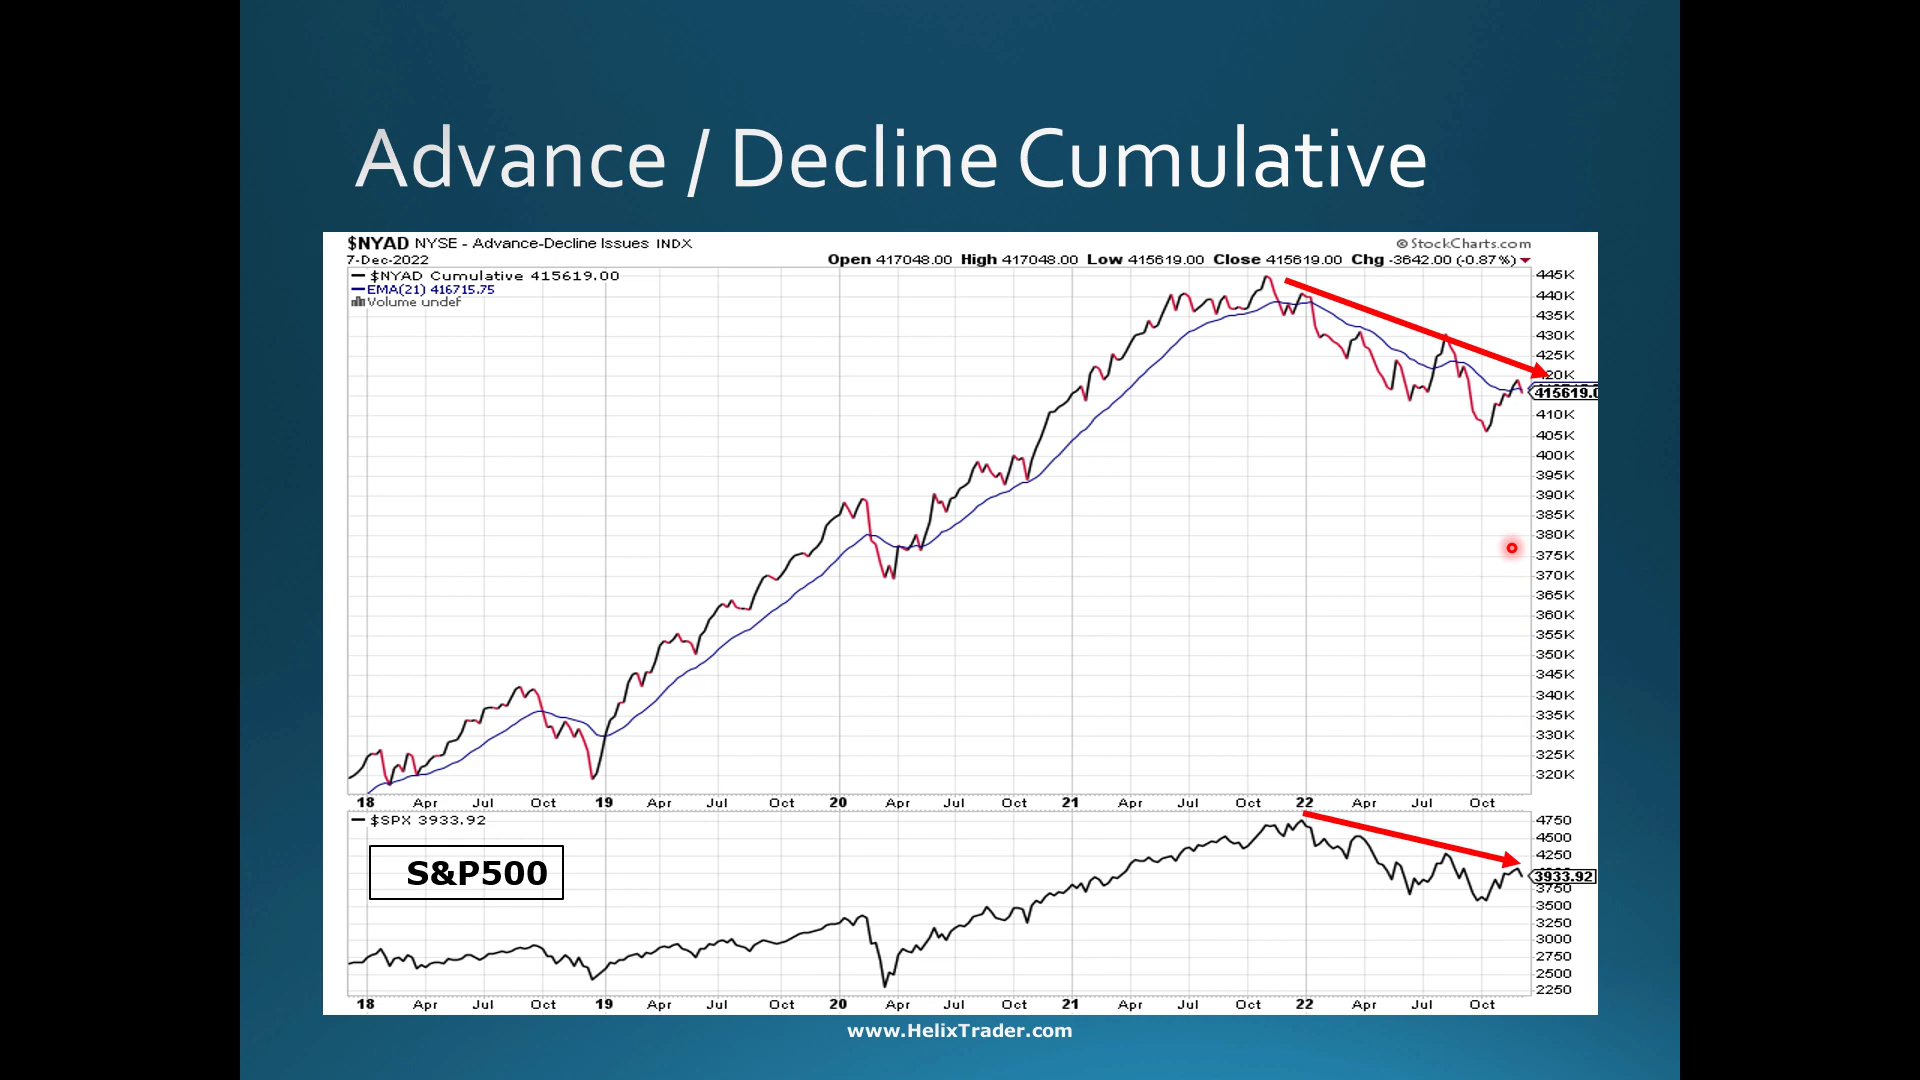 Advance / Decline Cumulative
$NYAD NYSE - Advance-Decline Issues INDX
© StockCharts.com
7-Dec-2022
Open 417048.00 High 417048.00 Low 415619.00 Close 415619.00 Chg -3642.00 (-0.87%)
$NYAD Cumulative 415619.00
EMA(21) 416715.75
Volume undef
445K
440K
435K
430K
425K
420K
415619.0
410K
405K
400K
395K
390K
385K
380K
375K
370K
365K
360K
355K
350K
345K
340K
335K
330K
325K
320K
18 Apr Jul Oct 19 Apr Jul Oct 20 Apr Jul Oct 21 Apr Jul Oct 22 Apr Jul Oct
$SPX 3933.92
S&P500
4750
4500
4250
3933.92
3750
3500
3250
3000
2750
2500
2250
18 Apr Jul Oct 19 Apr Jul Oct 20 Apr Jul Oct 21 Apr Jul Oct 22 Apr Jul Oct
www.HelixTrader.com